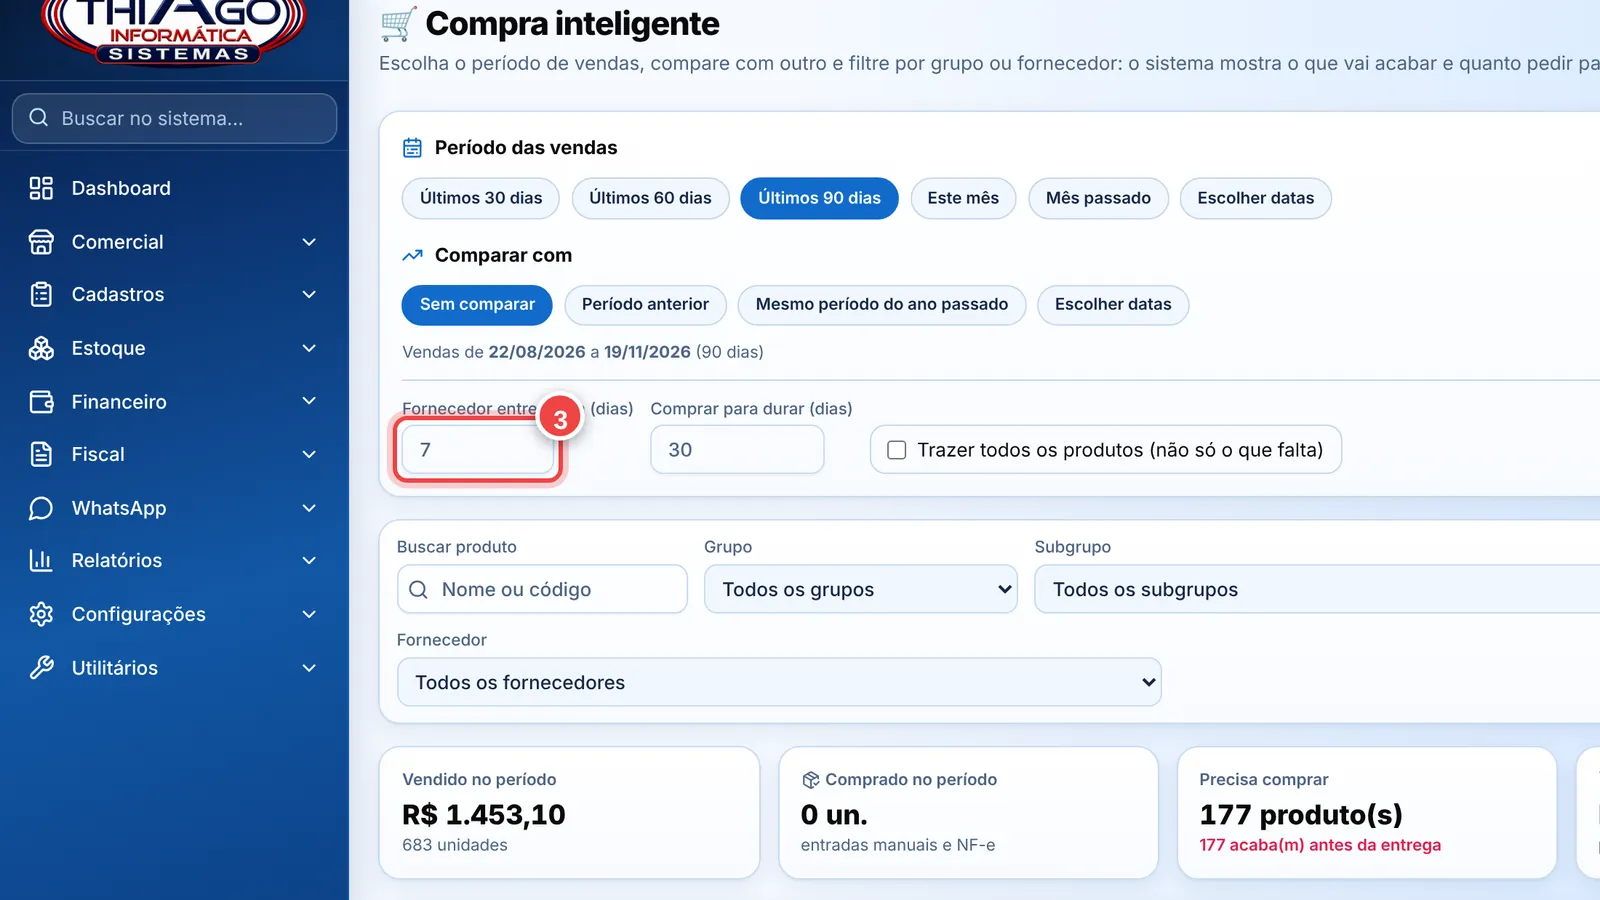 THIAGO
INFORMÁTICA
SISTEMAS
Buscar no sistema...
Dashboard
Comercial
Cadastros
Estoque
Financeiro
Fiscal
WhatsApp
Relatórios
Configurações
Utilitários
Compra inteligente
Escolha o período de vendas, compare com outro e filtre por grupo ou fornecedor: o sistema mostra o que vai acabar e quanto pedir pa
Período das vendas
Últimos 30 dias Últimos 60 dias Últimos 90 dias Este mês Mês passado Escolher datas
Comparar com
Sem comparar Período anterior Mesmo período do ano passado Escolher datas
Vendas de 22/08/2026 a 19/11/2026 (90 dias)
Fornecedor entre (dias) Comprar para durar (dias)
3
7 30 Trazer todos os produtos (não só o que falta)
Buscar produto Grupo Subgrupo
Nome ou código Todos os grupos Todos os subgrupos
Fornecedor
Todos os fornecedores
Vendido no período Comprado no período Precisa comprar
R$ 1.453,10 0 un. 177 produto(s)
683 unidades entradas manuais e NF-e 177 acaba(m) antes da entrega